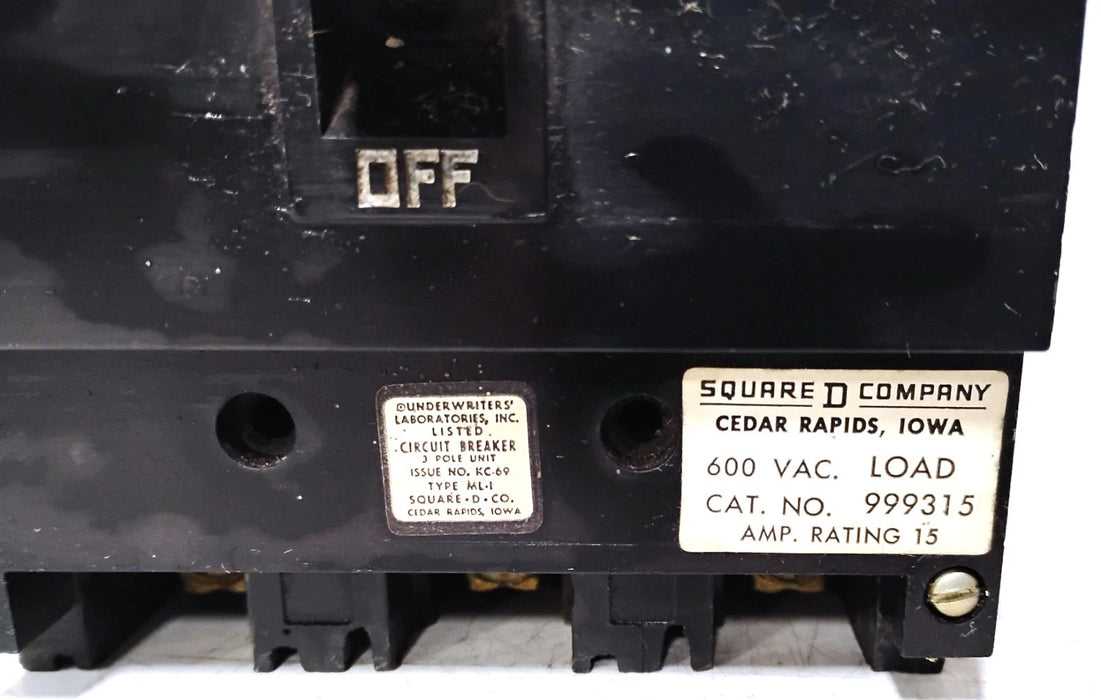 OFF
UNDERWRITERS'
LABORATORIES, INC.
LISTED
CIRCUIT BREAKER
3 POLE UNIT
ISSUE NO. KC-69
TYPE ML-1
SQUARE-D-CO.
CEDAR RAPIDS, IOWA
SQUARE D COMPANY
CEDAR RAPIDS, IOWA
600 VAC. LOAD
CAT. NO. 999315
AMP. RATING 15